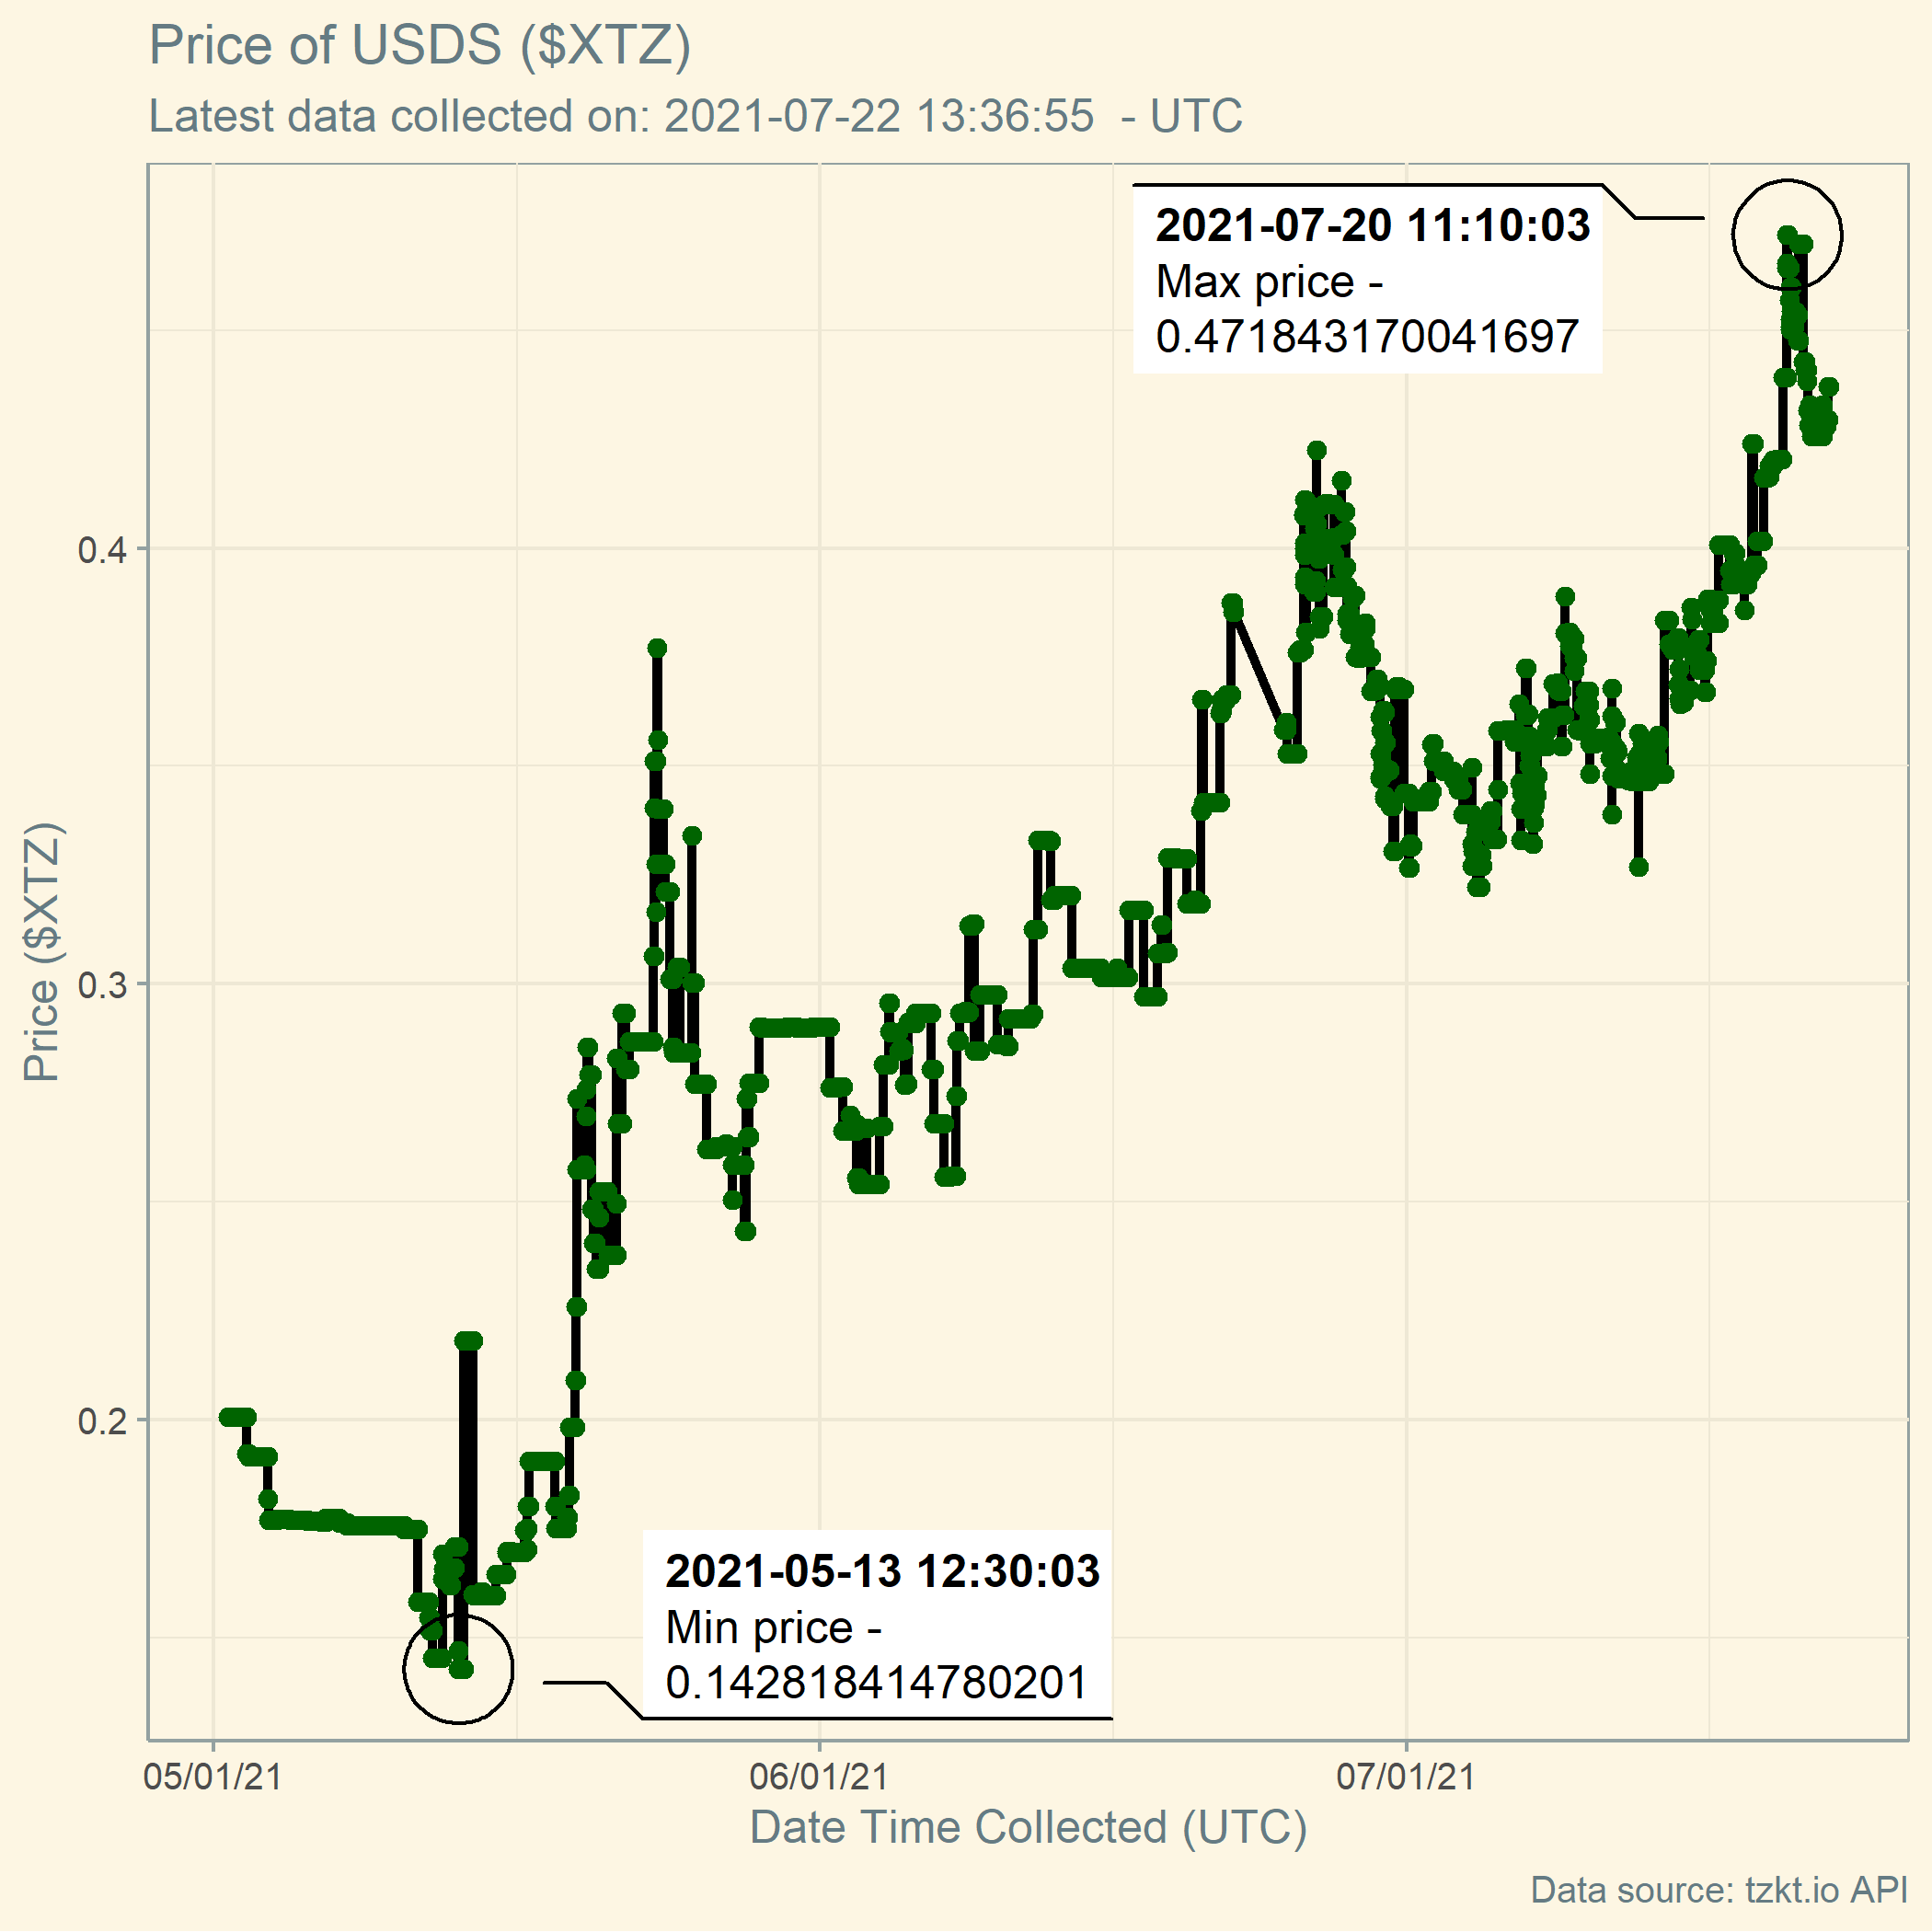 Price of USDS ($XTZ)
Latest data collected on: 2021-07-22 13:36:55  - UTC
2021-07-20 11:10:03
Max price -
0.471843170041697
0.4
0.3
0.2
Price ($XTZ)
2021-05-13 12:30:03
Min price -
0.142818414780201
05/01/21
06/01/21
07/01/21
Date Time Collected (UTC)
Data source: tzkt.io API